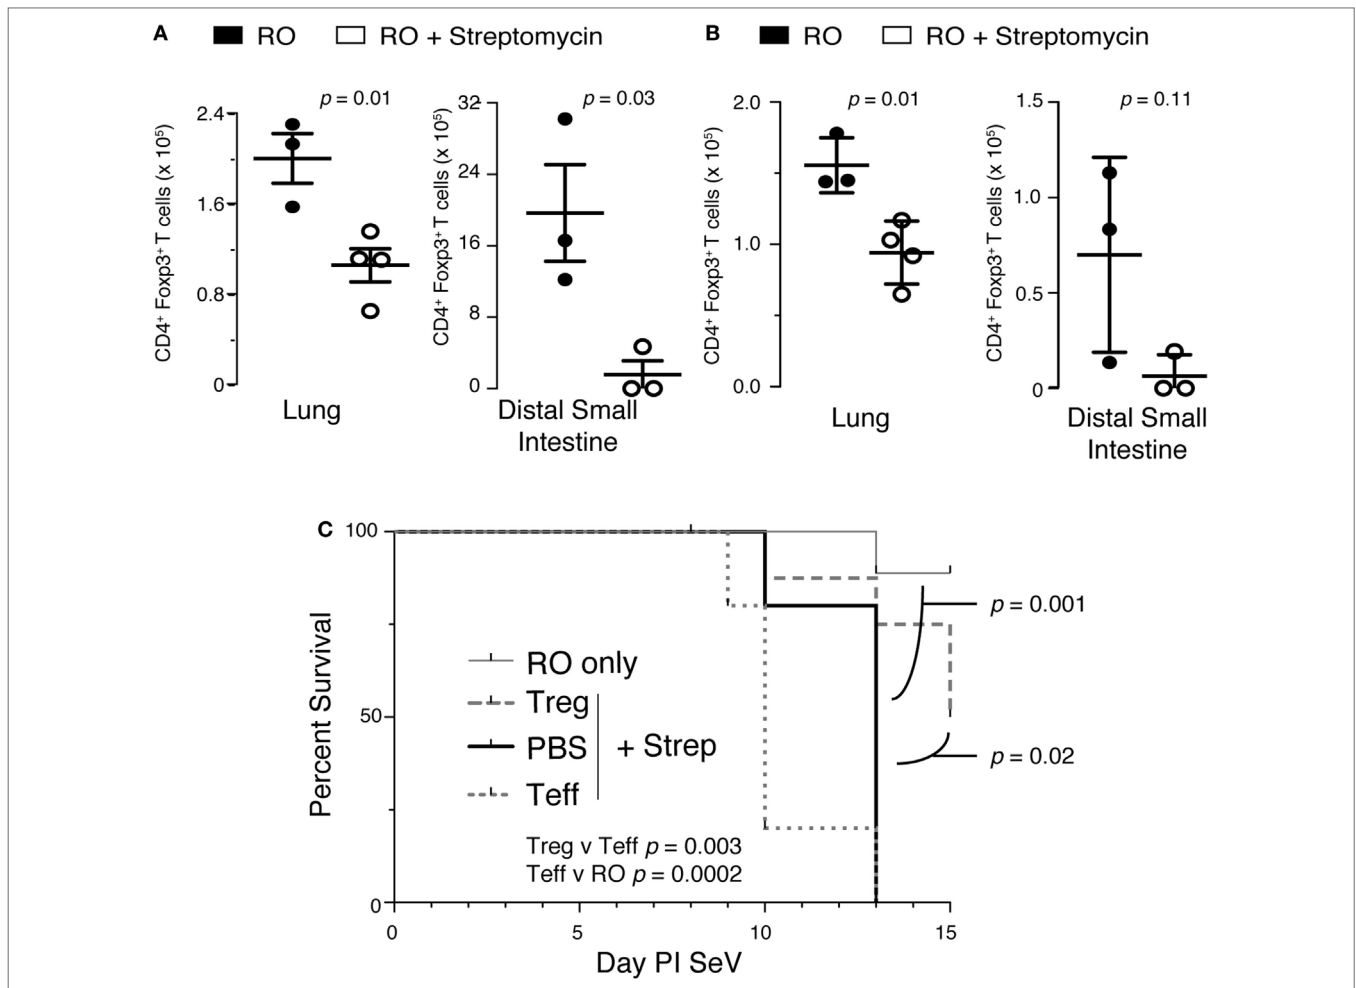 A RO RO + Streptomycin
B RO RO + Streptomycin
p = 0.01
CD4⁺ Foxp3⁺ T cells (x 10⁵)
2.4
1.6
0.8
0
Lung
p = 0.03
CD4⁺ Foxp3⁺ T cells (x 10⁵)
32
24
16
8
0
Distal Small
Intestine
p = 0.01
CD4⁺ Foxp3⁺ T cells (x 10⁵)
2.0
1.0
0.0
Lung
p = 0.11
CD4⁺ Foxp3⁺ T cells (x 10⁵)
1.5
1.0
0.5
0
Distal Small
Intestine
C
Percent Survival
100
50
0
RO only
Treg
PBS + Strep
Teff
Treg v Teff p = 0.003
Teff v RO p = 0.0002
p = 0.001
p = 0.02
0 5 10 15
Day PI SeV